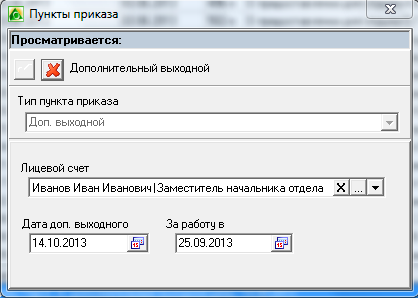 Пункты приказа
Просматривается:
Дополнительный выходной
Тип пункта приказа
Доп. выходной
Лицевой счет
Иванов Иван Иванович|Заместитель начальника отдела X ...
Дата доп. выходного За работу в
14.10.2013 25.09.2013